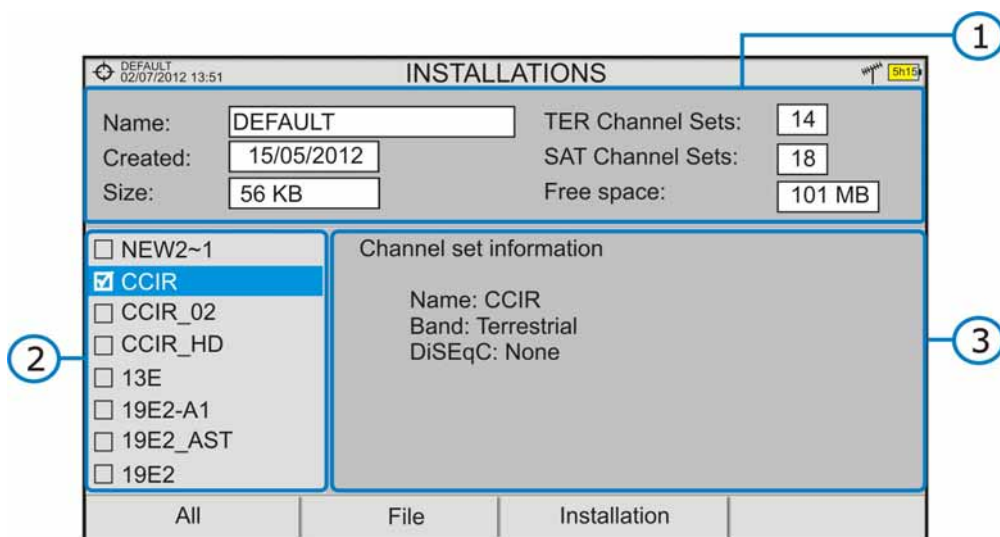 1
DEFAULT
02/07/2012 13:51
INSTALLATIONS
5h15
Name: DEFAULT
TER Channel Sets: 14
Created: 15/05/2012
SAT Channel Sets: 18
Size: 56 KB
Free space: 101 MB
NEW2~1
CCIR
CCIR_02
CCIR_HD
13E
19E2-A1
19E2_AST
19E2
2
Channel set information
Name: CCIR
Band: Terrestrial
DiSEqC: None
3
All
File
Installation